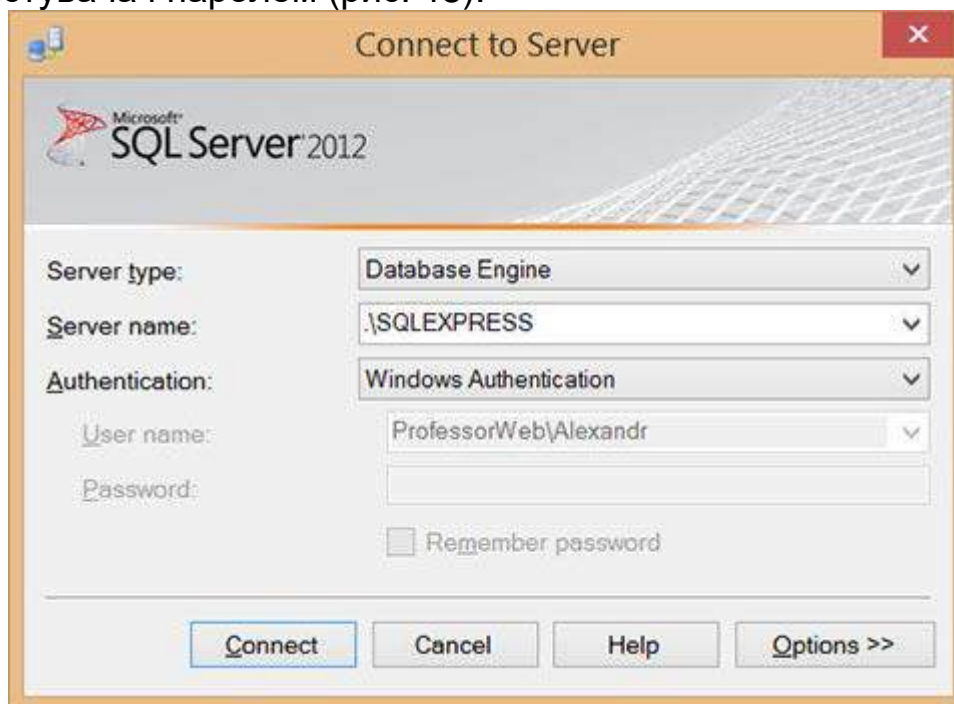 Connect to Server
Microsoft
SQL Server 2012
Server type:
Database Engine
Server name:
.\SQLEXPRESS
Authentication:
Windows Authentication
User name:
ProfessorWeb\Alexandr
Password:
Remember password
Connect Cancel Help Options >>